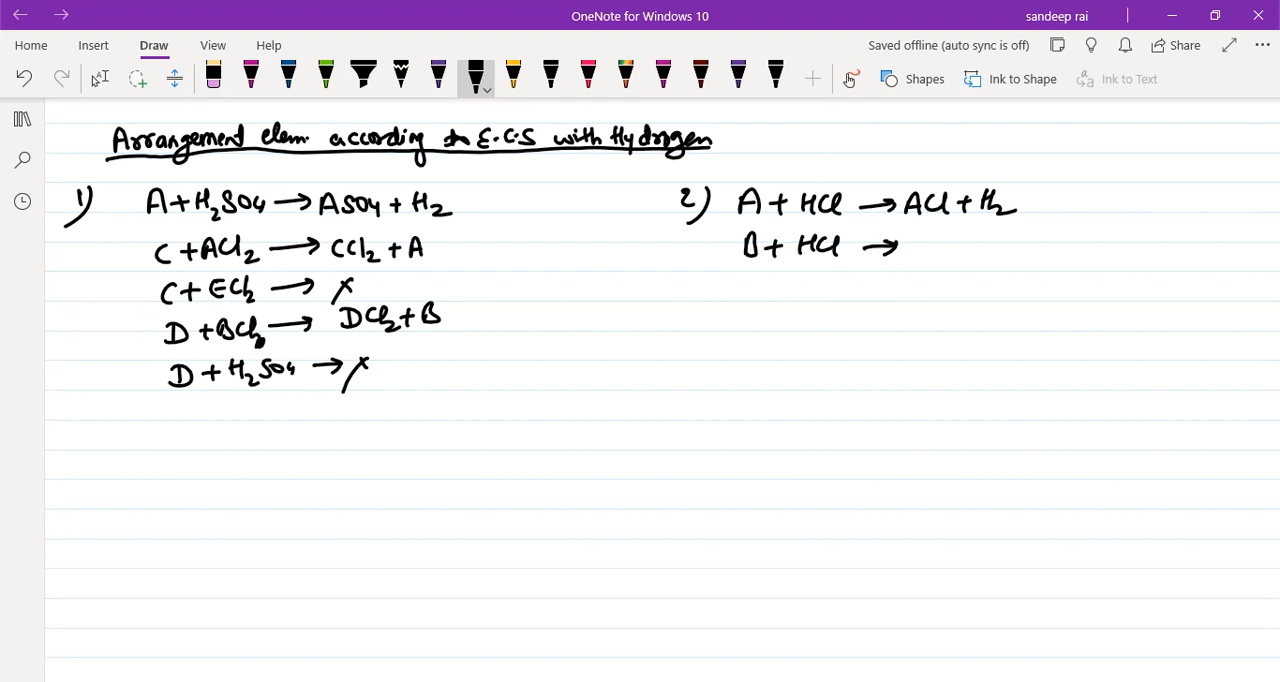 OneNote for Windows 10
sandeep rai
Home Insert Draw View Help
Saved offline (auto sync is off) Share
Shapes Ink to Shape Ink to Text
Arrangement elem. according to E.C.S with Hydrogen
1) A + H₂SO₄ → ASO₄ + H₂
C + ACl₂ → CCl₂ + A
C + ECl₂ → ×
D + BCl₂ → DCl₂ + B
D + H₂SO₄ → ×
2) A + HCl → ACl + H₂
B + HCl →